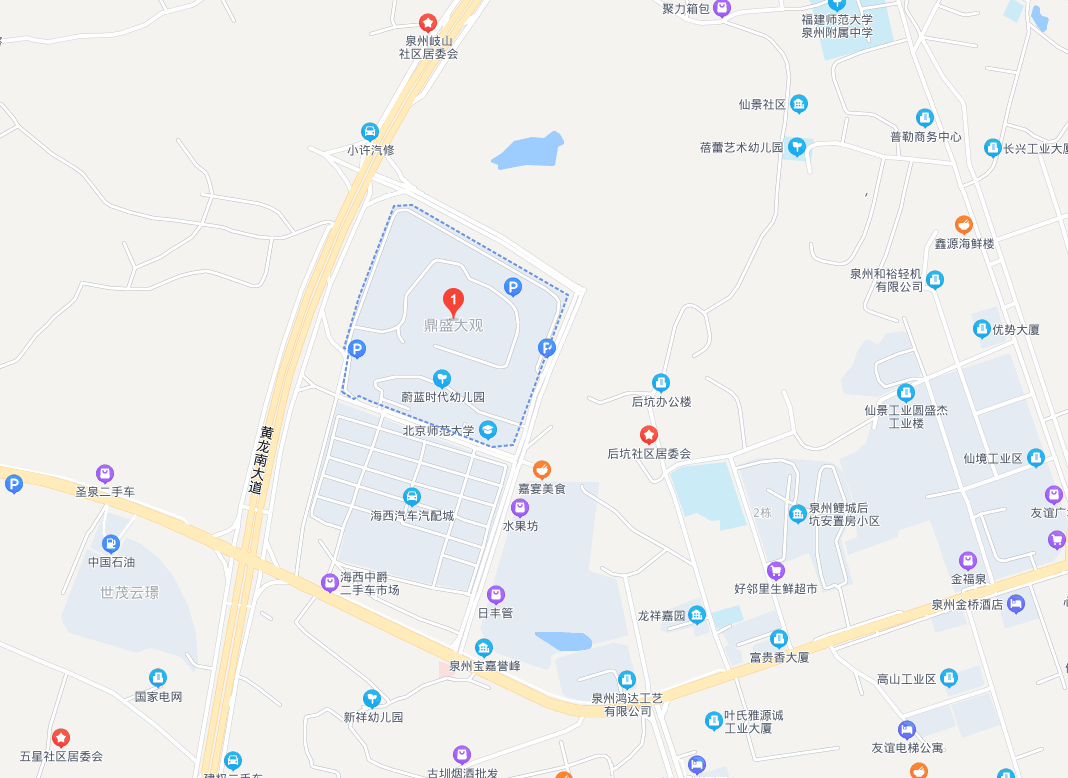 聚力箱包
福建师范大学
泉州附属中学
泉州岐山
社区居委会
仙景社区
普勒商务中心
小许汽修
蓓蕾艺术幼儿园
长兴工业大厦
鑫源海鲜楼
泉州和裕轻机
有限公司
P
1
鼎盛大观
优势大厦
P
P
蔚蓝时代幼儿园
后坑办公楼
仙景工业园盛杰
工业楼
北京师范大学
黄龙南大道
后坑社区居委会
仙境工业区
P
圣泉二手车
嘉宴美食
海西汽车汽配城
水果坊
2栋
泉州鲤城后
坑安置房小区
友谊广
中国石油
世茂云璟
海西中爵
二手车市场
日丰管
好邻里生鲜超市
金福泉
泉州金桥酒店
龙祥嘉园
泉州宝嘉誉峰
富贵香大厦
国家电网
新祥幼儿园
泉州鸿达工艺
有限公司
高山工业区
叶氏雅源诚
工业大厦
五星社区居委会
友谊电梯公寓
古圳烟酒批发